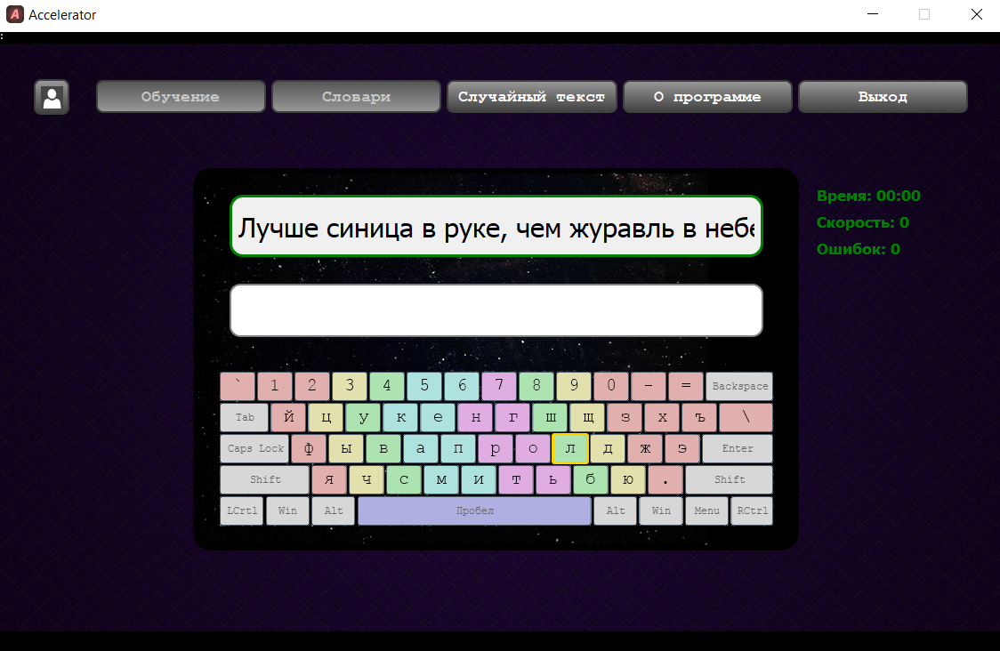 Accelerator
Обучение Словари Случайный текст О программе Выход
Лучше синица в руке, чем журавль в небе
Время: 00:00
Скорость: 0
Ошибок: 0
` 1 2 3 4 5 6 7 8 9 0 - = Backspace
Tab й ц у к е н г ш щ з х ъ \
Caps Lock ф ы в а п р о л д ж э Enter
Shift я ч с м и т ь б ю . Shift
LCrtl Win Alt Пробел Alt Win Menu RCtrl